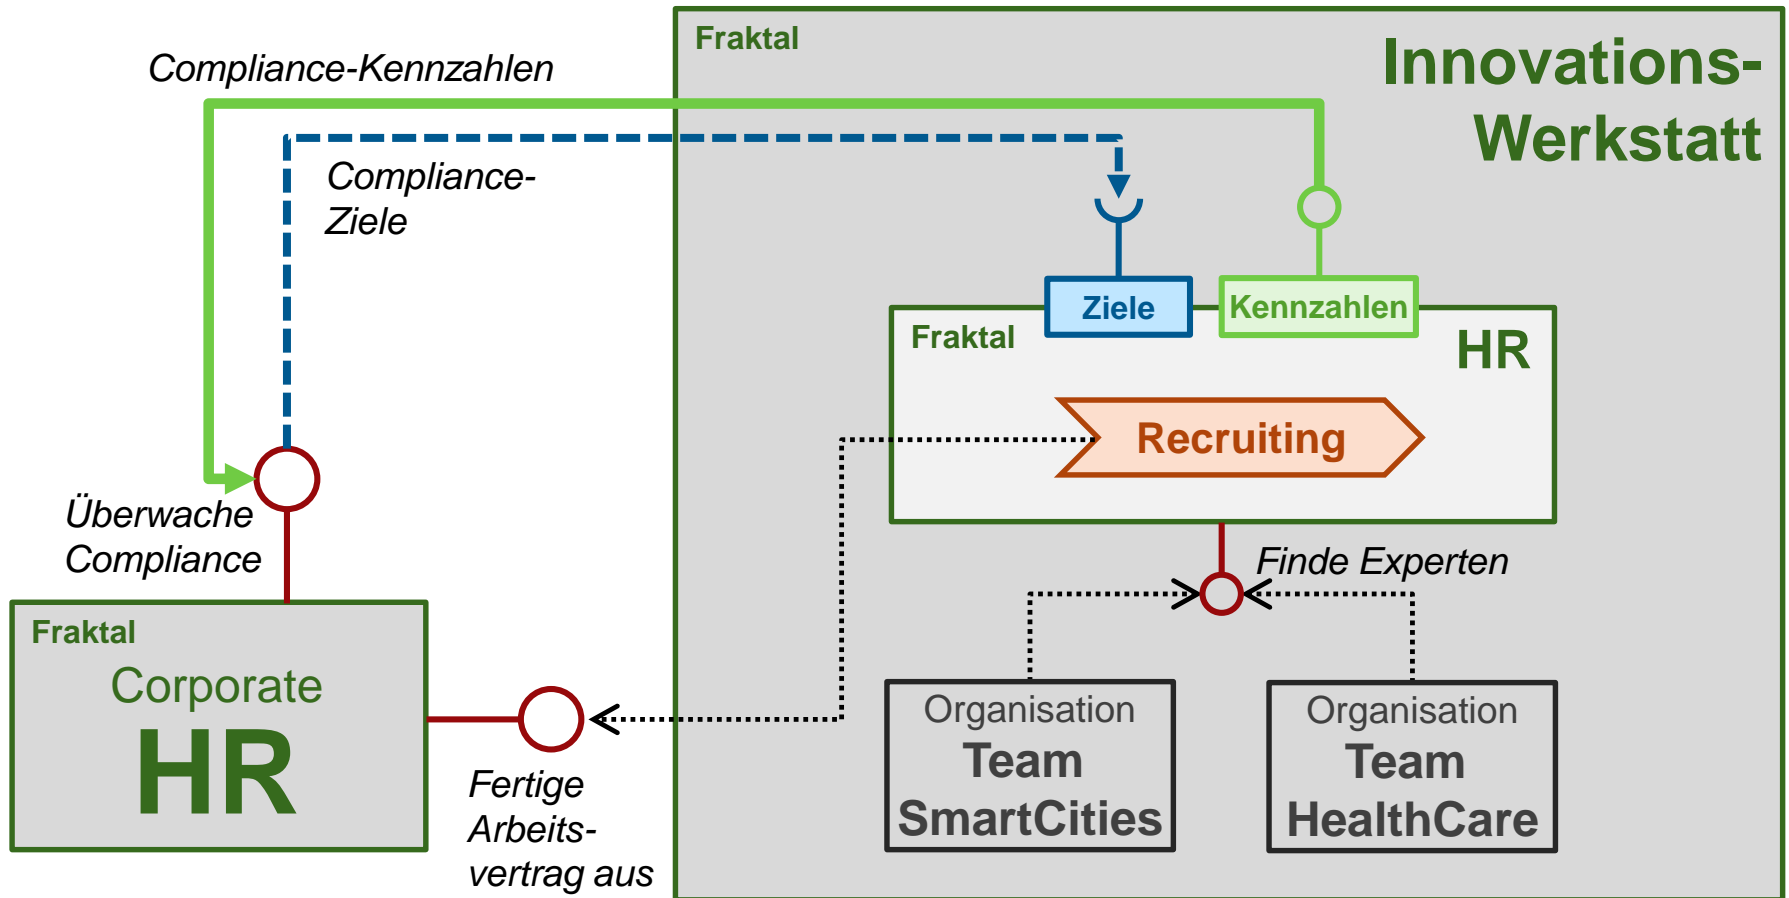 Fraktal
Innovations-
Werkstatt
Compliance-Kennzahlen
Compliance-
Ziele
Ziele
Kennzahlen
Fraktal
HR
Recruiting
Überwache
Compliance
Finde Experten
Fraktal
Corporate
HR
Fertige
Arbeits-
vertrag aus
Organisation
Team
SmartCities
Organisation
Team
HealthCare